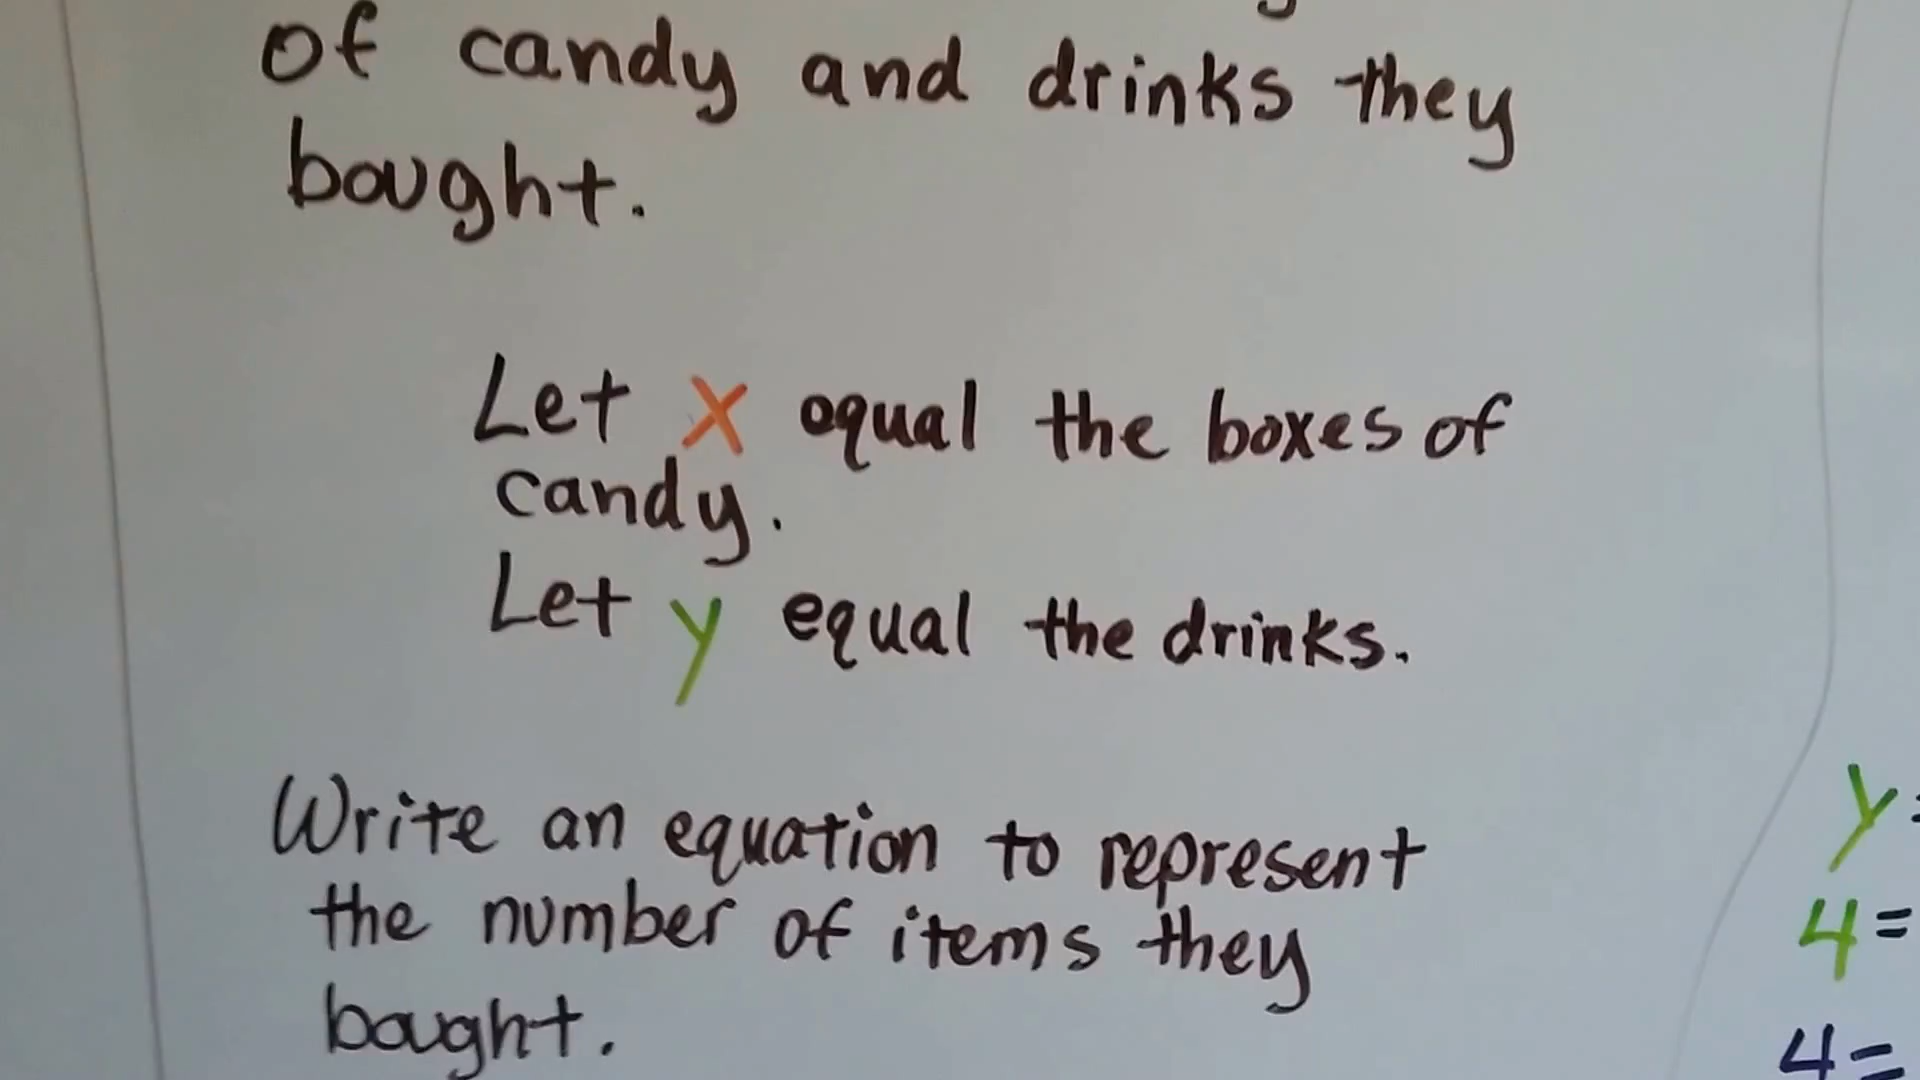 of candy and drinks they
bought.
Let x equal the boxes of
candy.
Let y equal the drinks.
Write an equation to represent
the number of items they
bought.
y=
4=
4=